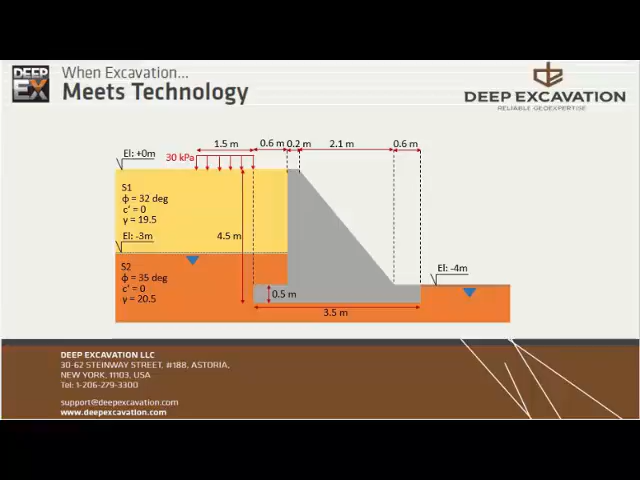 DEEP
EX
When Excavation...
Meets Technology
DEEP EXCAVATION
RELIABLE GEOEXPERTISE
1.5 m
0.6 m
0.2 m
2.1 m
0.6 m
El: +0m
30 kPa
S1
ϕ = 32 deg
c' = 0
γ = 19.5
El: -3m
4.5 m
S2
ϕ = 35 deg
c' = 0
γ = 20.5
El: -4m
0.5 m
3.5 m
DEEP EXCAVATION LLC
30-62 STEINWAY STREET, #188, ASTORIA,
NEW YORK, 11103, USA
Tel: 1-206-279-3300
support@deepexcavation.com
www.deepexcavation.com